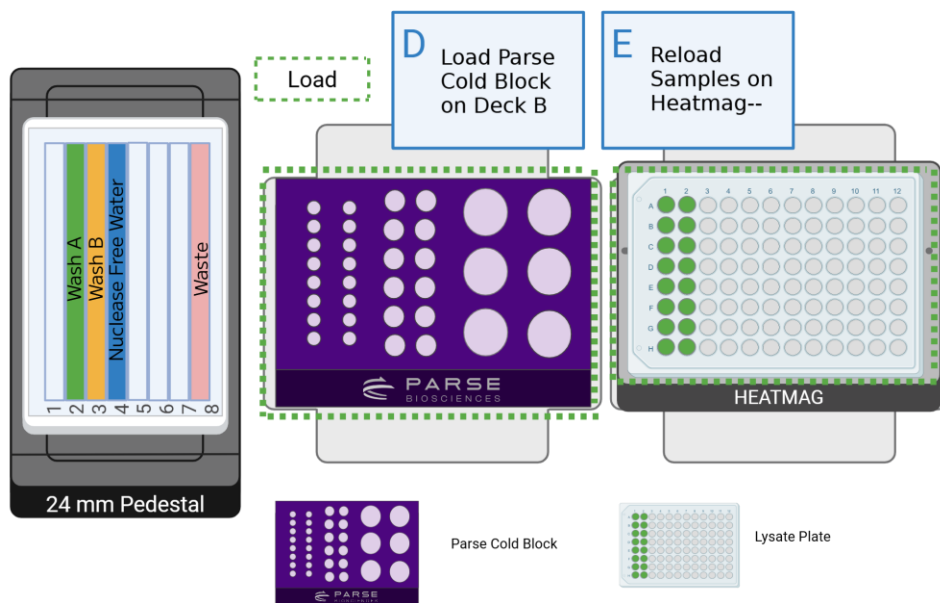 Load
D
Load Parse
Cold Block
on Deck B
E
Reload
Samples on
Heatmag--
Wash A
Wash B
Nuclease Free Water
Waste
1
2
3
4
5
6
7
8
24 mm Pedestal
PARSE
BIOSCIENCES
1 2 3 4 5 6 7 8 9 10 11 12
A
B
C
D
E
F
G
H
HEATMAG
PARSE
Parse Cold Block
Lysate Plate